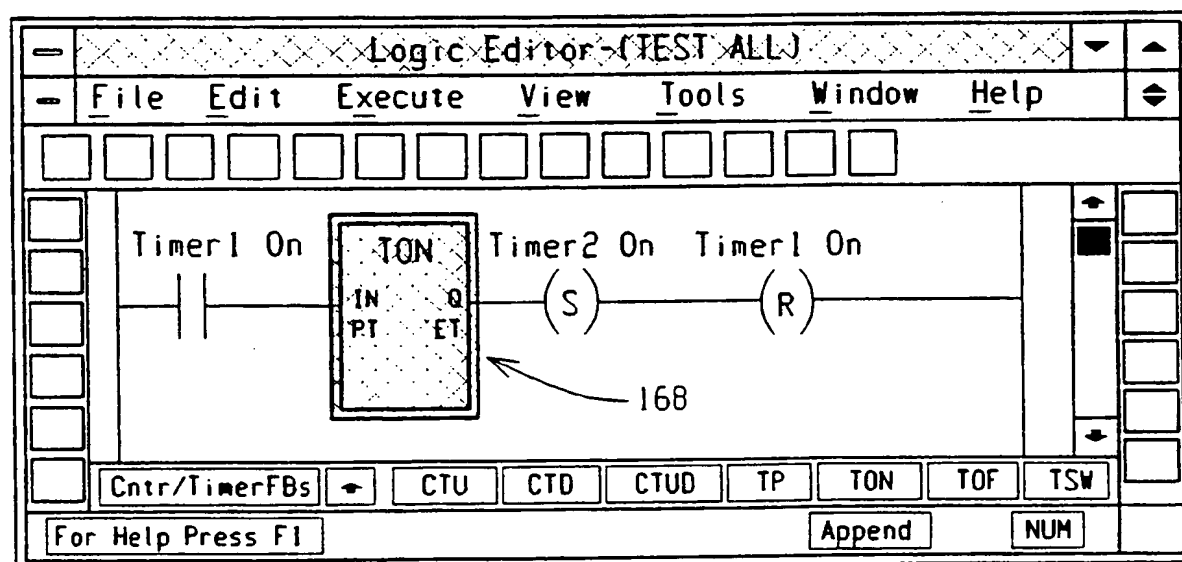 Logic Editor-(TEST ALL)
File Edit Execute View Tools Window Help
Timer1 On TON Timer2 On Timer1 On
IN Q S R
PT ET
168
Cntr/TimerFBs CTU CTD CTUD TP TON TOF TSW
For Help Press F1 Append NUM